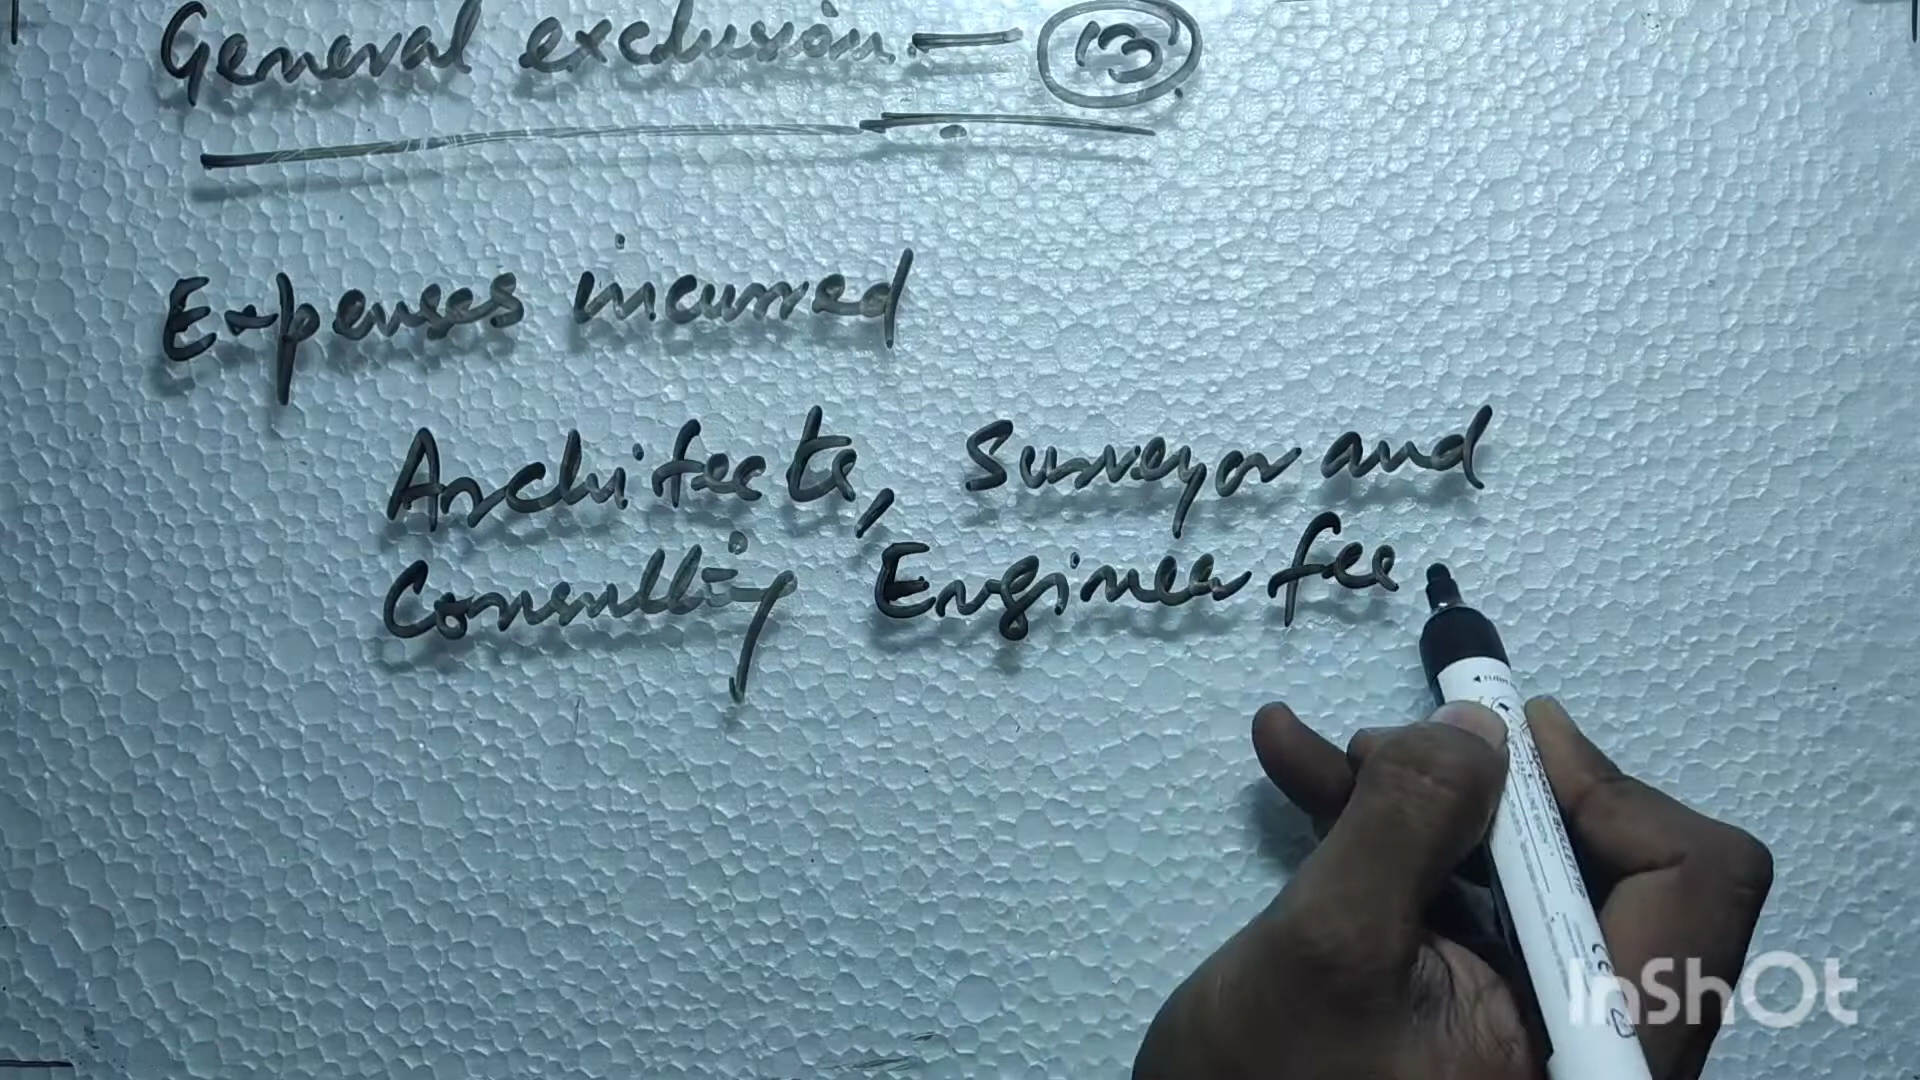 General exclusion - 13
Expenses incurred
Architects, Surveyor and
Consulting Engineer fee
InShOt